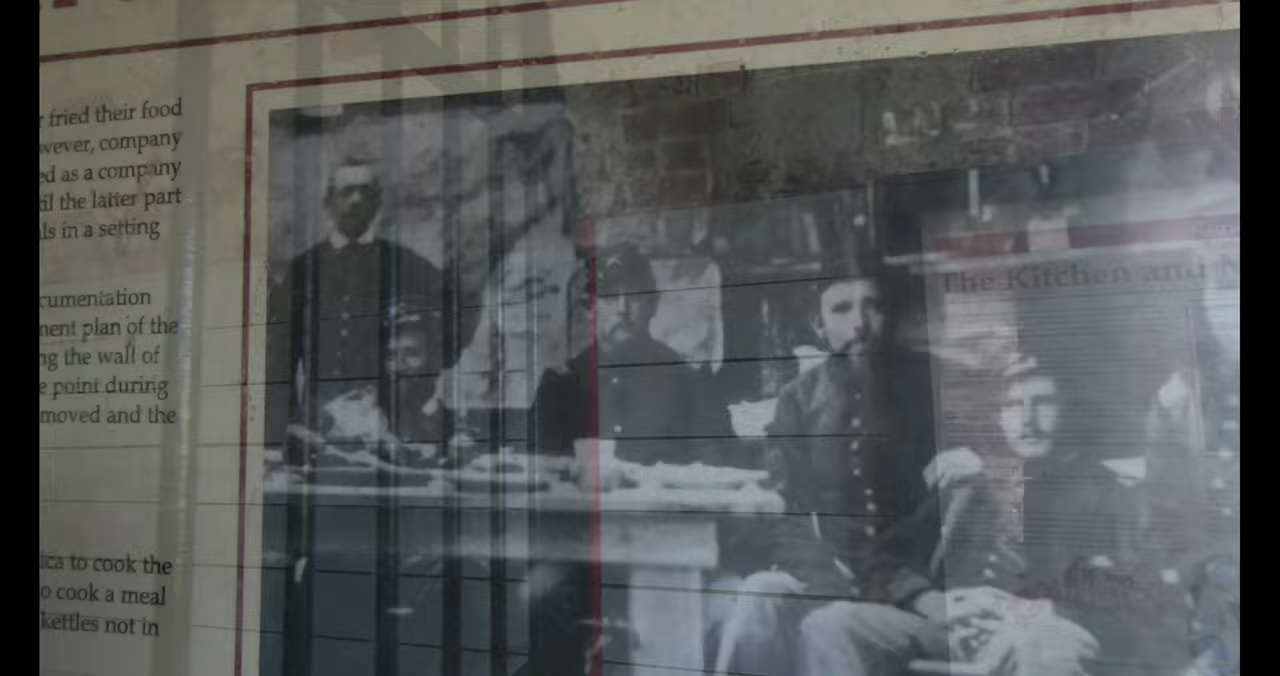 fried their food
wever, company
ed as a company
il the latter part
ls in a setting
cumentation
nent plan of the
ng the wall of
e point during
moved and the
ica to cook the
o cook a meal
kettles not in
The Kitchen and